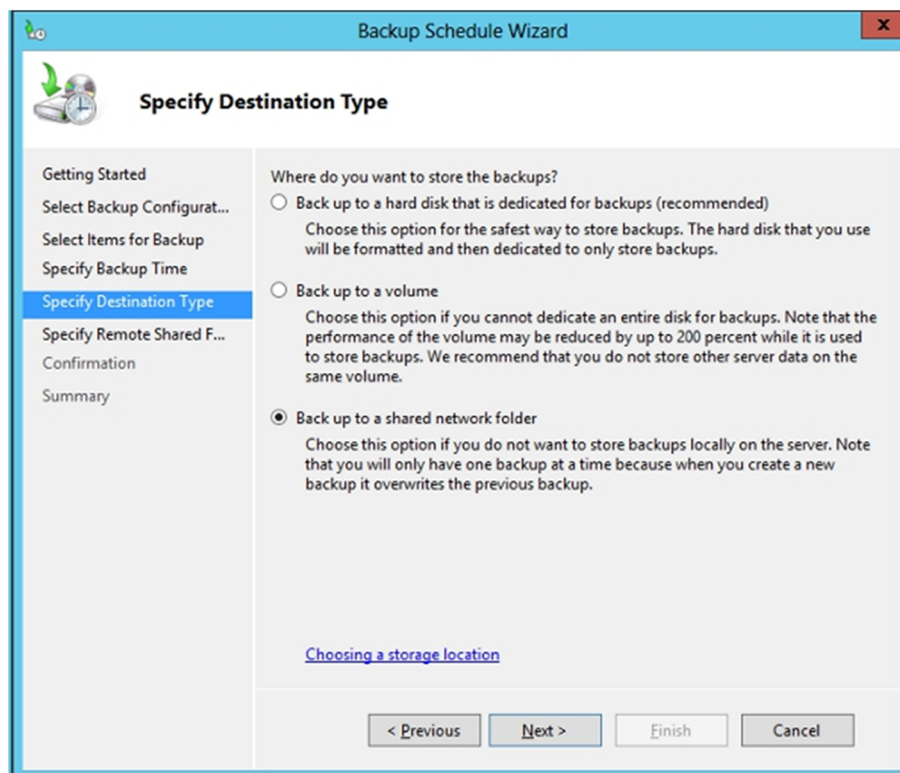 Backup Schedule Wizard
x
Specify Destination Type
Getting Started
Select Backup Configurat...
Select Items for Backup
Specify Backup Time
Specify Destination Type
Specify Remote Shared F...
Confirmation
Summary
Where do you want to store the backups?
Back up to a hard disk that is dedicated for backups (recommended)
Choose this option for the safest way to store backups. The hard disk that you use
will be formatted and then dedicated to only store backups.
Back up to a volume
Choose this option if you cannot dedicate an entire disk for backups. Note that the
performance of the volume may be reduced by up to 200 percent while it is used
to store backups. We recommend that you do not store other server data on the
same volume.
Back up to a shared network folder
Choose this option if you do not want to store backups locally on the server. Note
that you will only have one backup at a time because when you create a new
backup it overwrites the previous backup.
Choosing a storage location
< Previous
Next >
Finish
Cancel